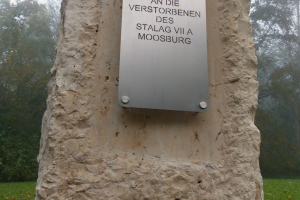 AN DIE
VERSTORBENEN
DES
STALAG VII A
MOOSBURG